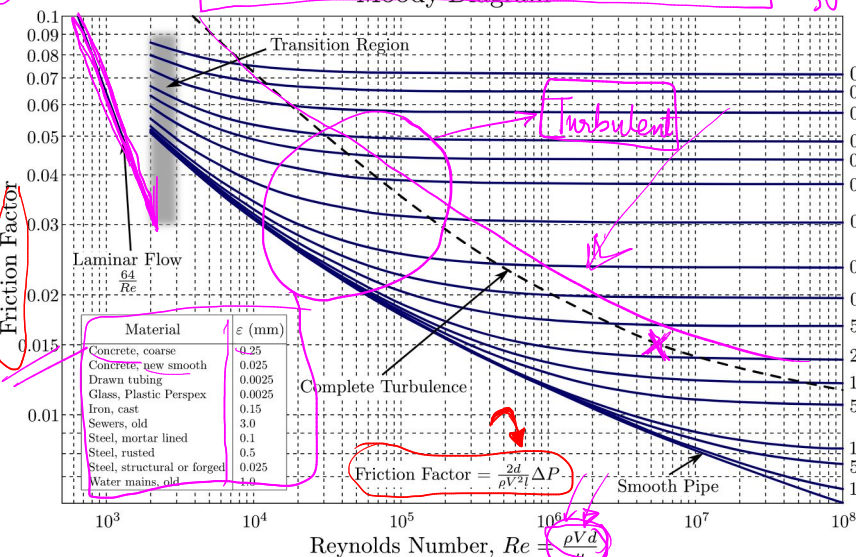 Moody Diagram
0.1
0.09
0.08
0.07
0.06
0.05
0.04
0.03
0.02
0.015
0.01
Friction Factor
Transition Region
Turbulent
Laminar Flow
64
Re
Material ε (mm)
Concrete, coarse 0.25
Concrete, new smooth 0.025
Drawn tubing 0.0025
Glass, Plastic Perspex 0.0025
Iron, cast 0.15
Sewers, old 3.0
Steel, mortar lined 0.1
Steel, rusted 0.5
Steel, structural or forged 0.025
Water mains, old 1.0
Complete Turbulence
Friction Factor = 2d/ρV²l ΔP
Smooth Pipe
10³ 10⁴ 10⁵ 10⁶ 10⁷ 10⁸
Reynolds Number, Re = ρVd